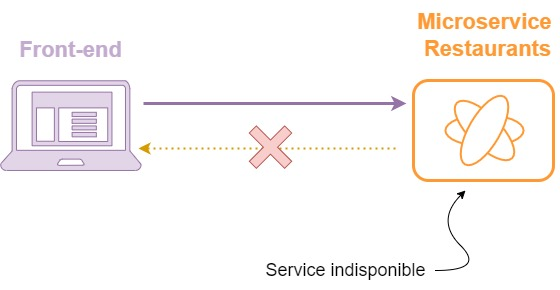 Front-end
Microservice
Restaurants
Service indisponible